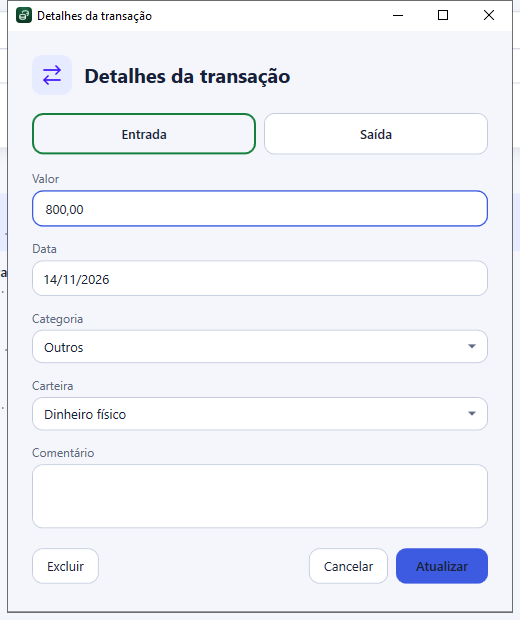 Detalhes da transação
Detalhes da transação
Entrada
Saída
Valor
800,00
Data
14/11/2026
Categoria
Outros
Carteira
Dinheiro físico
Comentário
Excluir
Cancelar
Atualizar